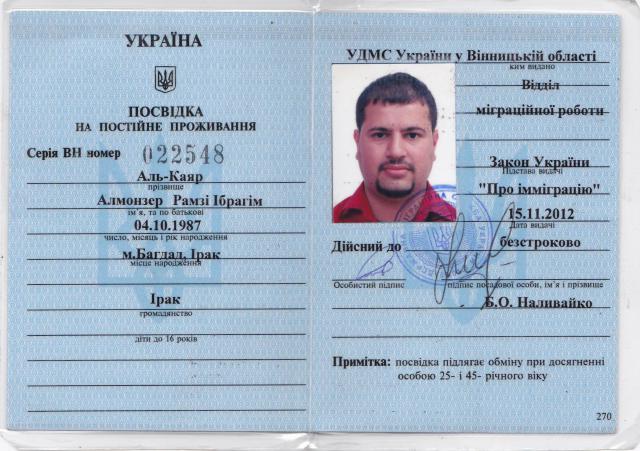 УКРАЇНА
ПОСВІДКА
НА ПОСТІЙНЕ ПРОЖИВАННЯ
Серія ВН номер 022548
Аль-Каяр
прізвище
Алмонзер Рамзі Ібрагім
ім'я, та по батькові
04.10.1987
число, місяць і рік народження
м.Багдад, Ірак
місце народження
Ірак
громадянство
діти до 16 років
УДМС України у Вінницькій області
ким видано
Відділ
міграційної роботи
Закон України
Підстава видачі
"Про імміграцію"
15.11.2012
Дата видачі
Дійсний до безстроково
Особистий підпис підпис посадової особи, ім'я і прізвище
Б.О. Наливайко
Примітка: посвідка підлягає обміну при досягненні
особою 25- і 45- річного віку
270